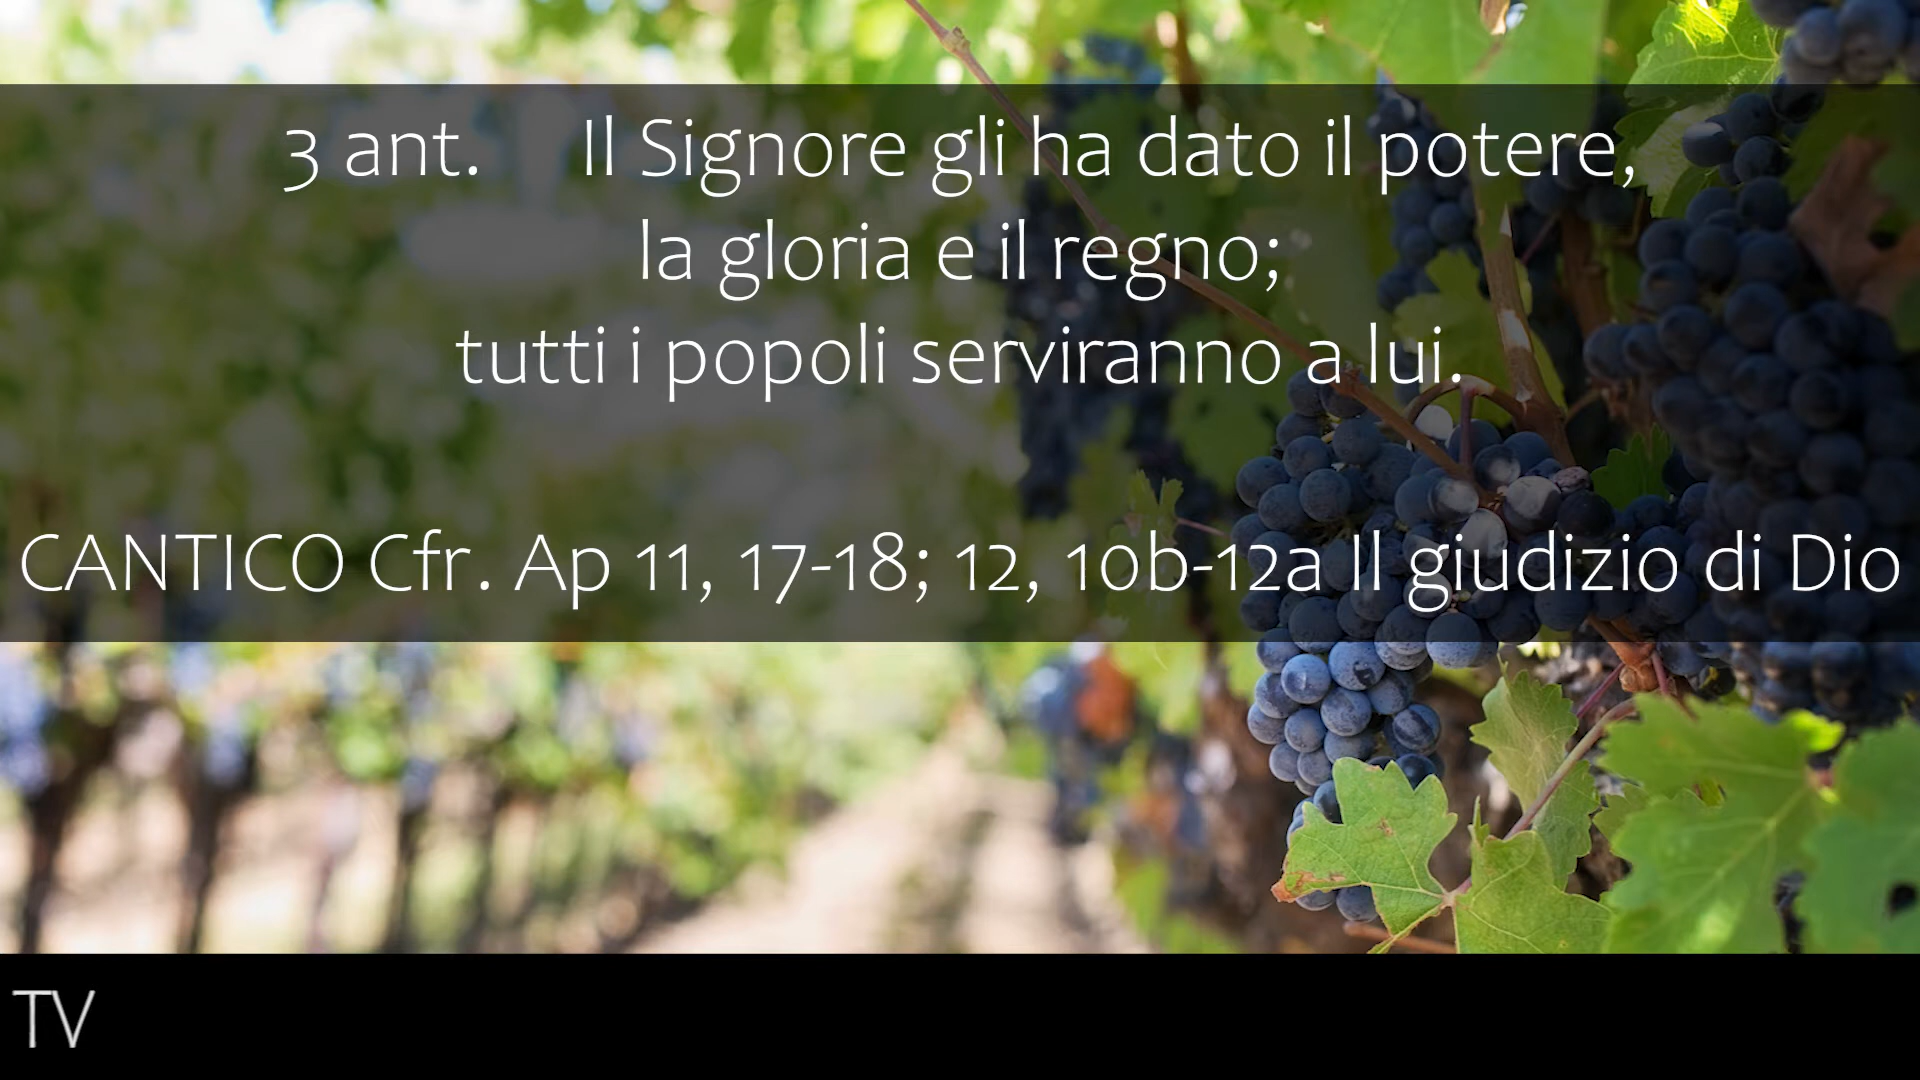 3 ant. Il Signore gli ha dato il potere,
la gloria e il regno;
tutti i popoli serviranno a lui.
CANTICO Cfr. Ap 11, 17-18; 12, 10b-12a Il giudizio di Dio
TV